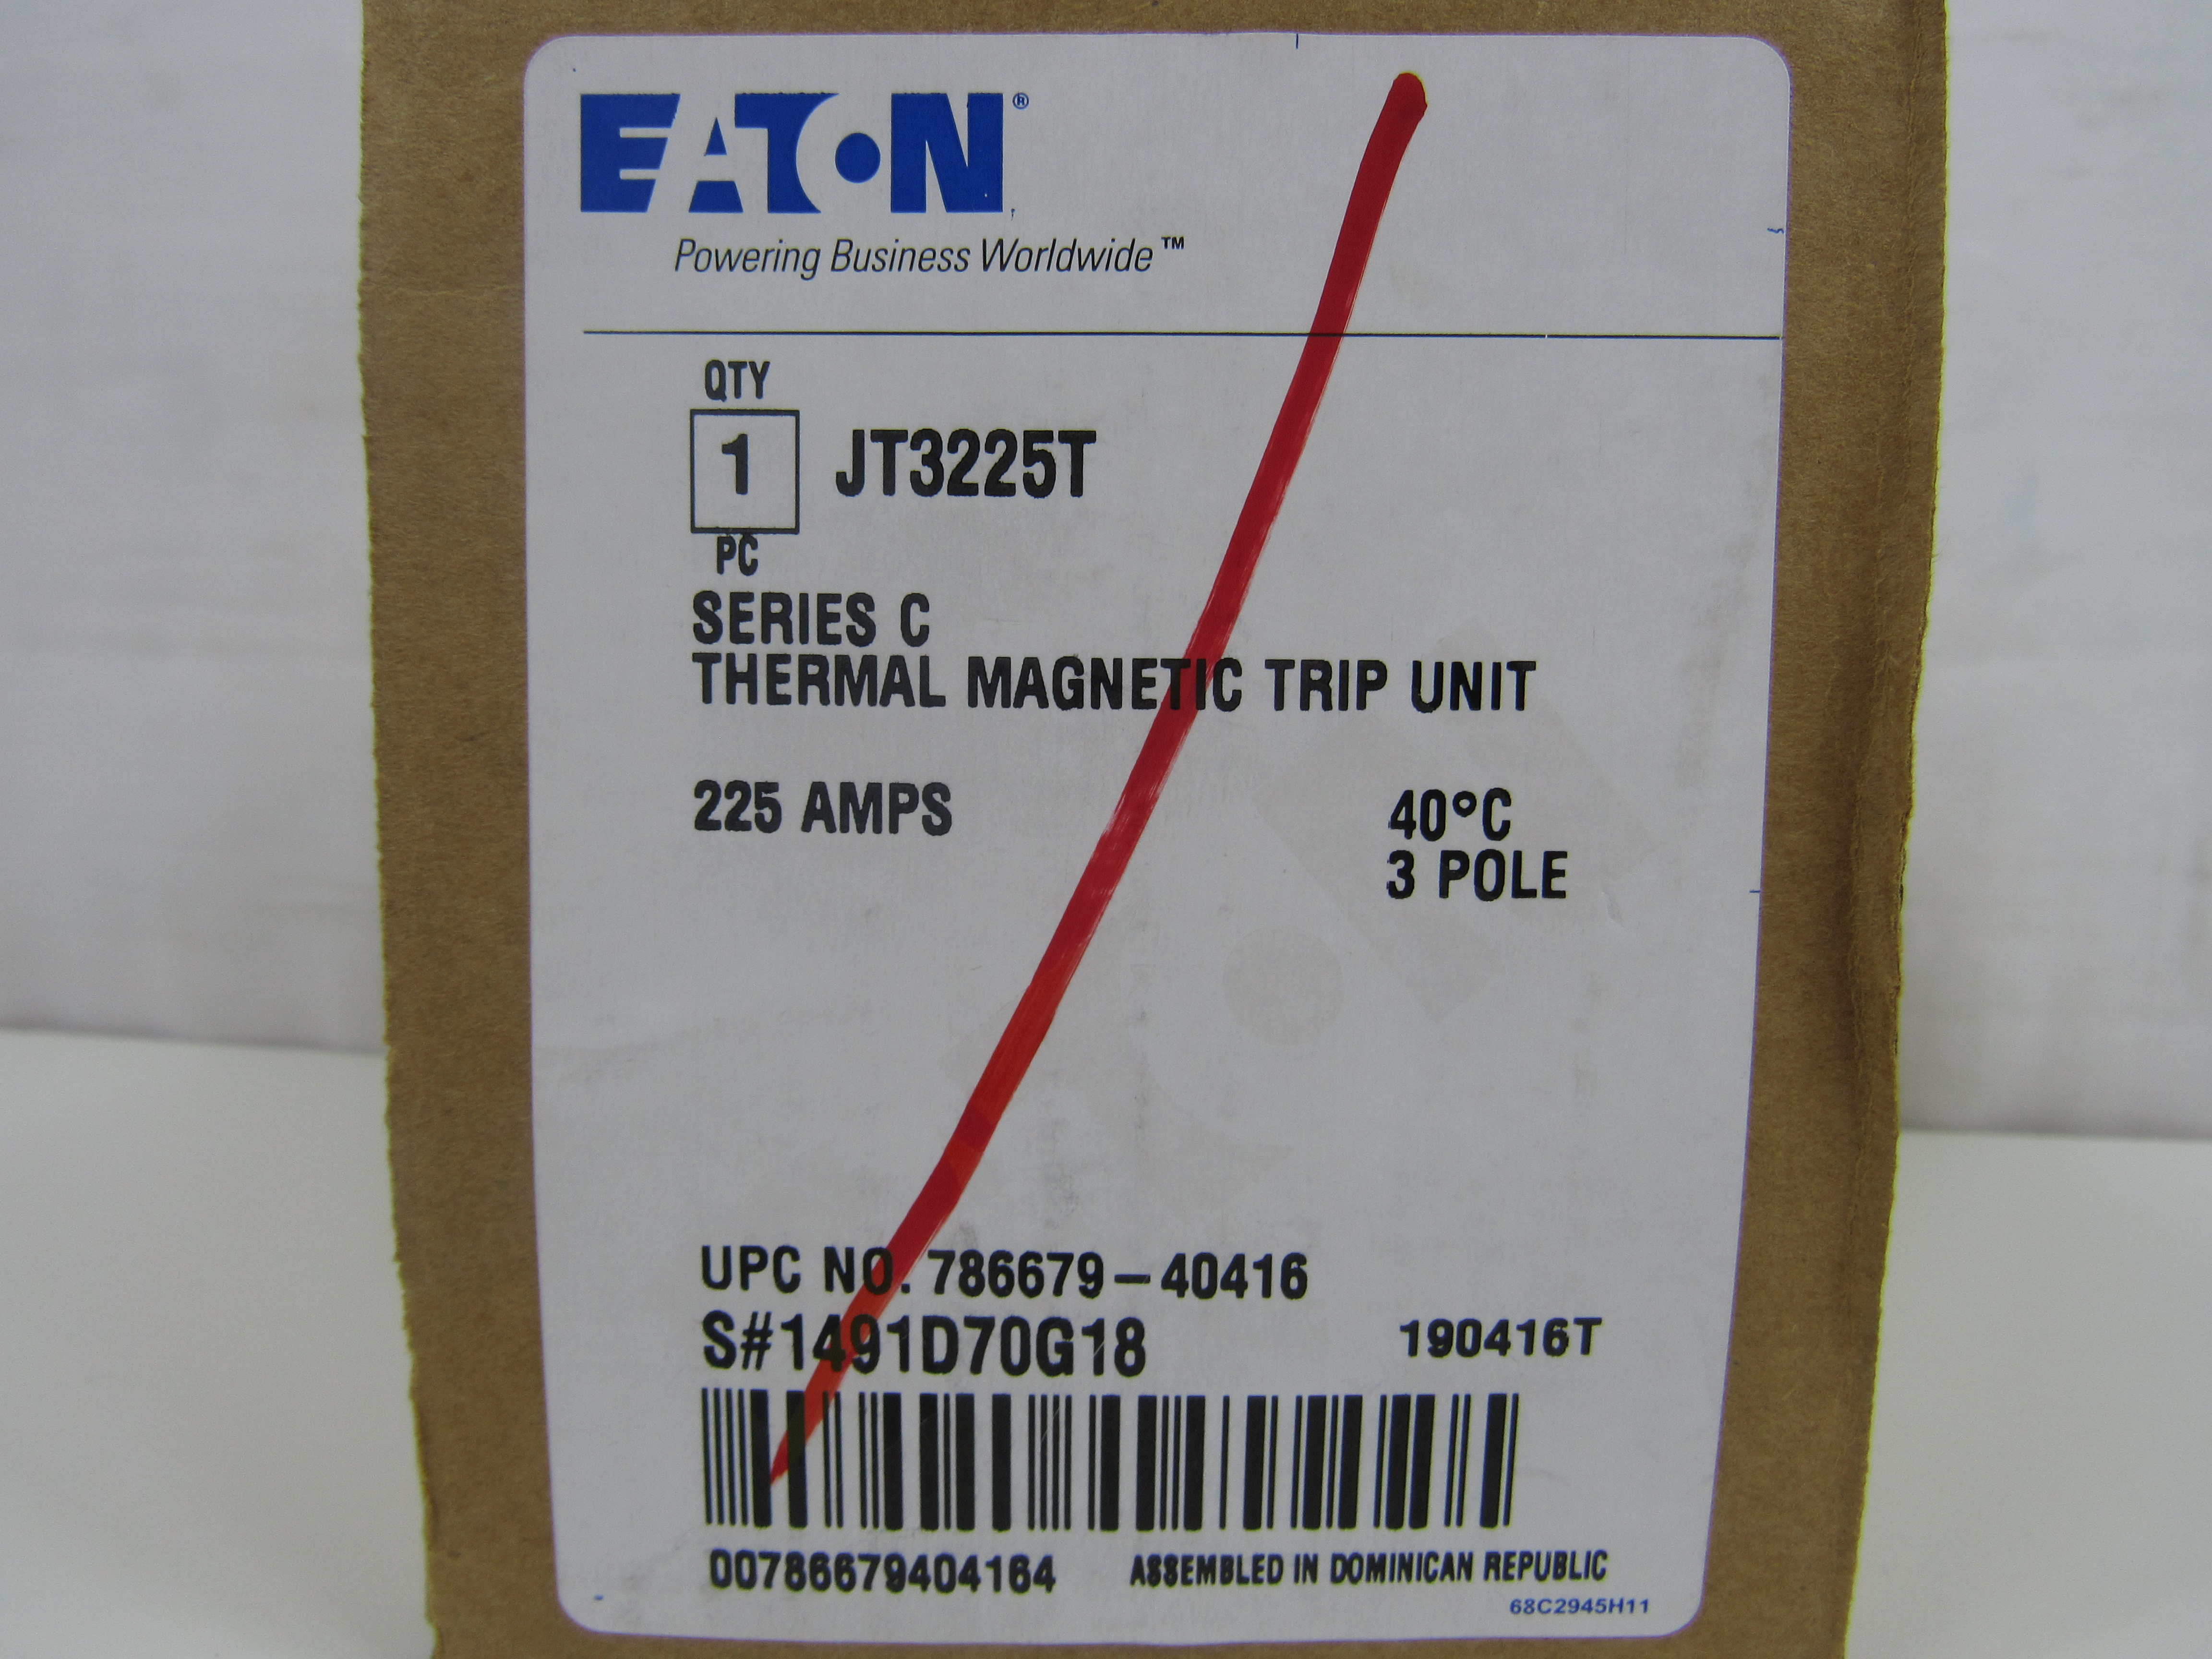 EATON®
Powering Business Worldwide™
QTY
1 JT3225T
PC
SERIES C
THERMAL MAGNETIC TRIP UNIT
225 AMPS 40°C
3 POLE
UPC NO. 786679-40416
S#1491D70G18 190416T
00786679404164 ASSEMBLED IN DOMINICAN REPUBLIC
68C2945H11